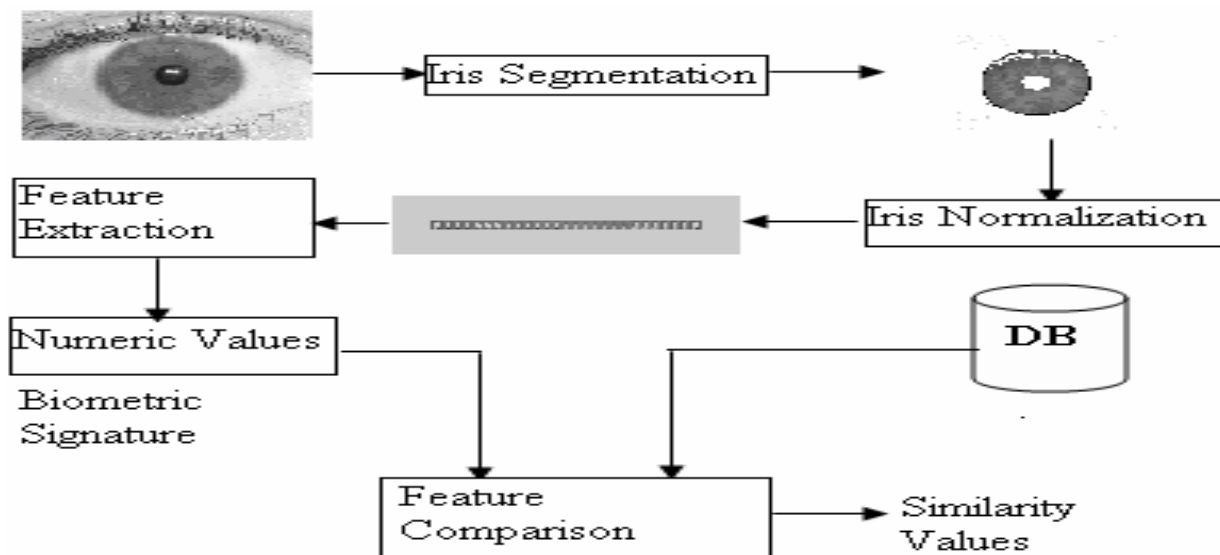 Iris Segmentation
Iris Normalization
Feature
Extraction
Numeric Values
Biometric
Signature
DB
Feature
Comparison
Similarity
Values